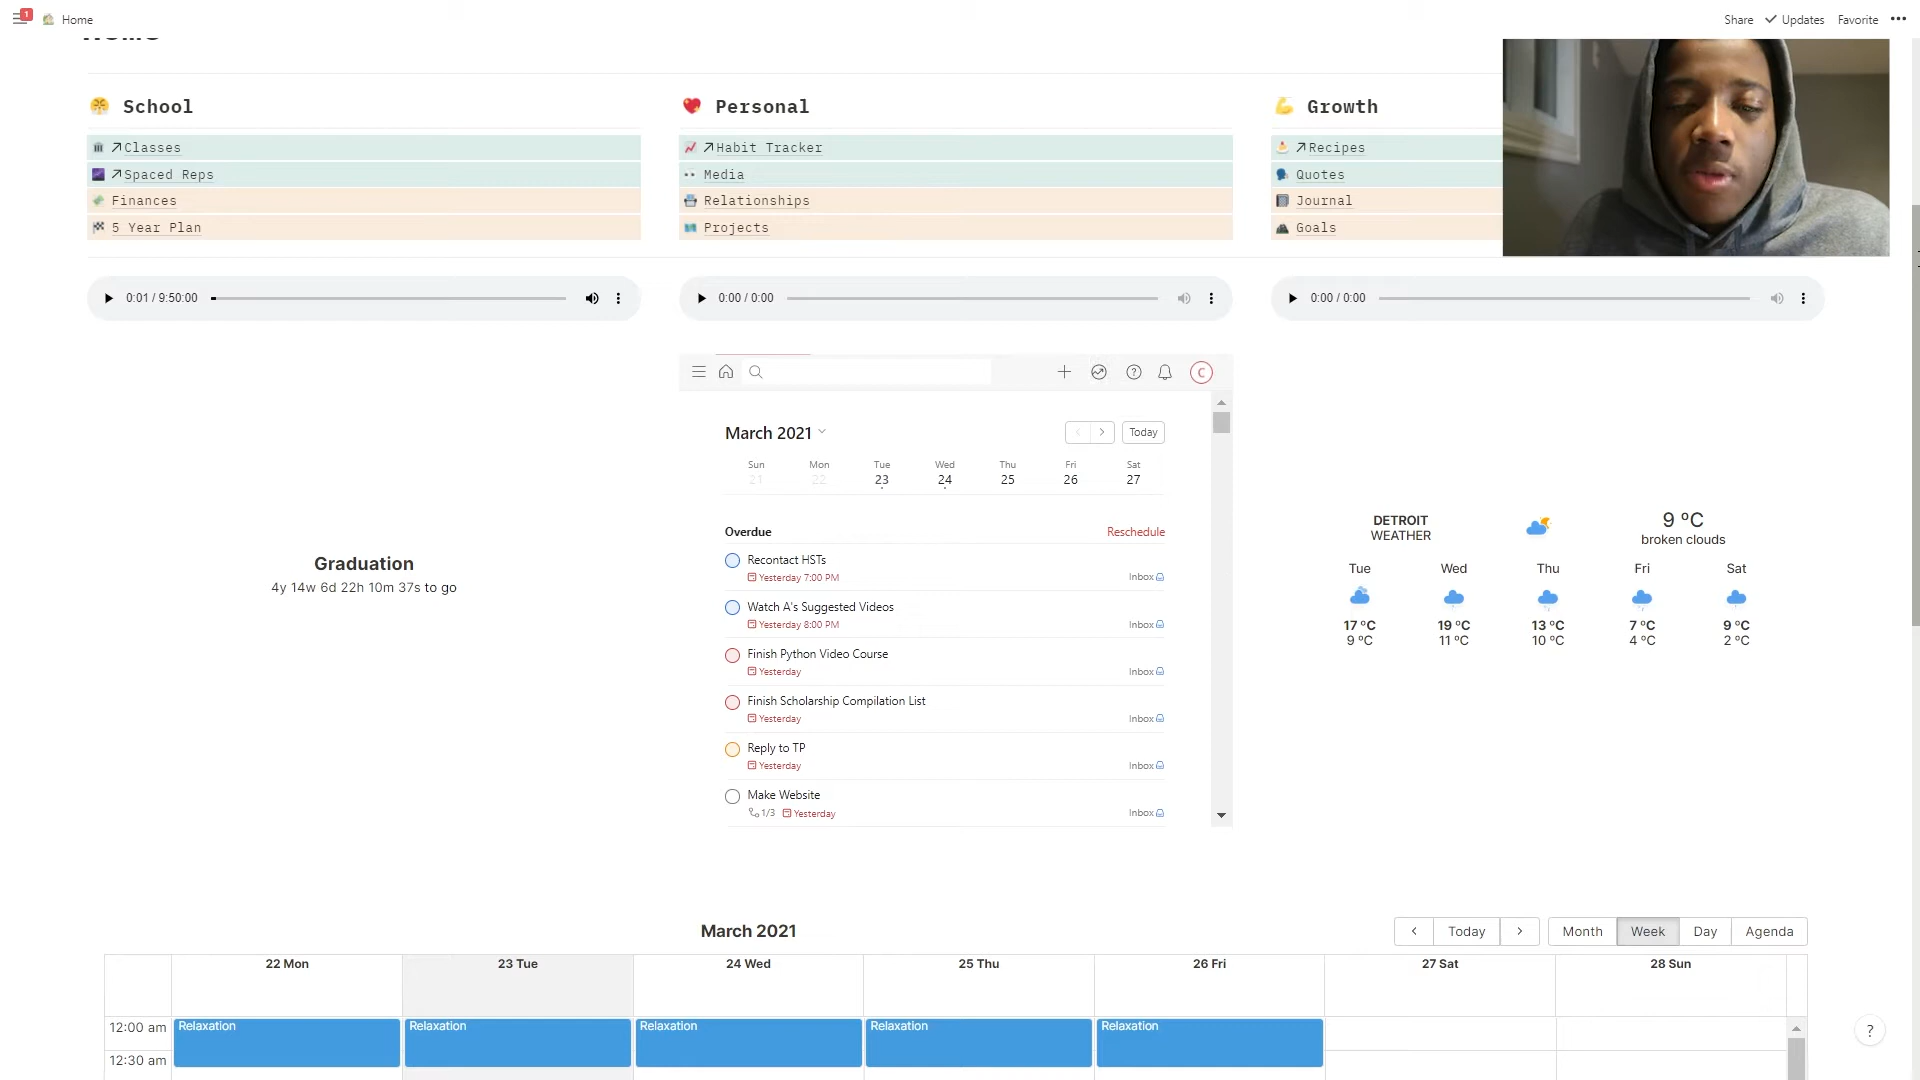 1
Home
Share
Updates
Favorite
School
Classes
Spaced Reps
Finances
5 Year Plan
Personal
Habit Tracker
Media
Relationships
Projects
Growth
Recipes
Quotes
Journal
Goals
0:01 / 9:50:00
0:00 / 0:00
0:00 / 0:00
Graduation
4y 14w 6d 22h 10m 37s to go
C
March 2021
Today
Sun Mon Tue Wed Thu Fri Sat
21 22 23 24 25 26 27
Overdue
Reschedule
Recontact HSTs
Yesterday 7:00 PM
Inbox
Watch A's Suggested Videos
Yesterday 8:00 PM
Inbox
Finish Python Video Course
Yesterday
Inbox
Finish Scholarship Compilation List
Yesterday
Inbox
Reply to TP
Yesterday
Inbox
Make Website
1/3 Yesterday
Inbox
DETROIT
WEATHER
9 °C
broken clouds
Tue Wed Thu Fri Sat
17 °C 19 °C 13 °C 7 °C 9 °C
9 °C 11 °C 10 °C 4 °C 2 °C
March 2021
Today
Month Week Day Agenda
22 Mon 23 Tue 24 Wed 25 Thu 26 Fri 27 Sat 28 Sun
12:00 am
Relaxation Relaxation Relaxation Relaxation Relaxation
12:30 am
?